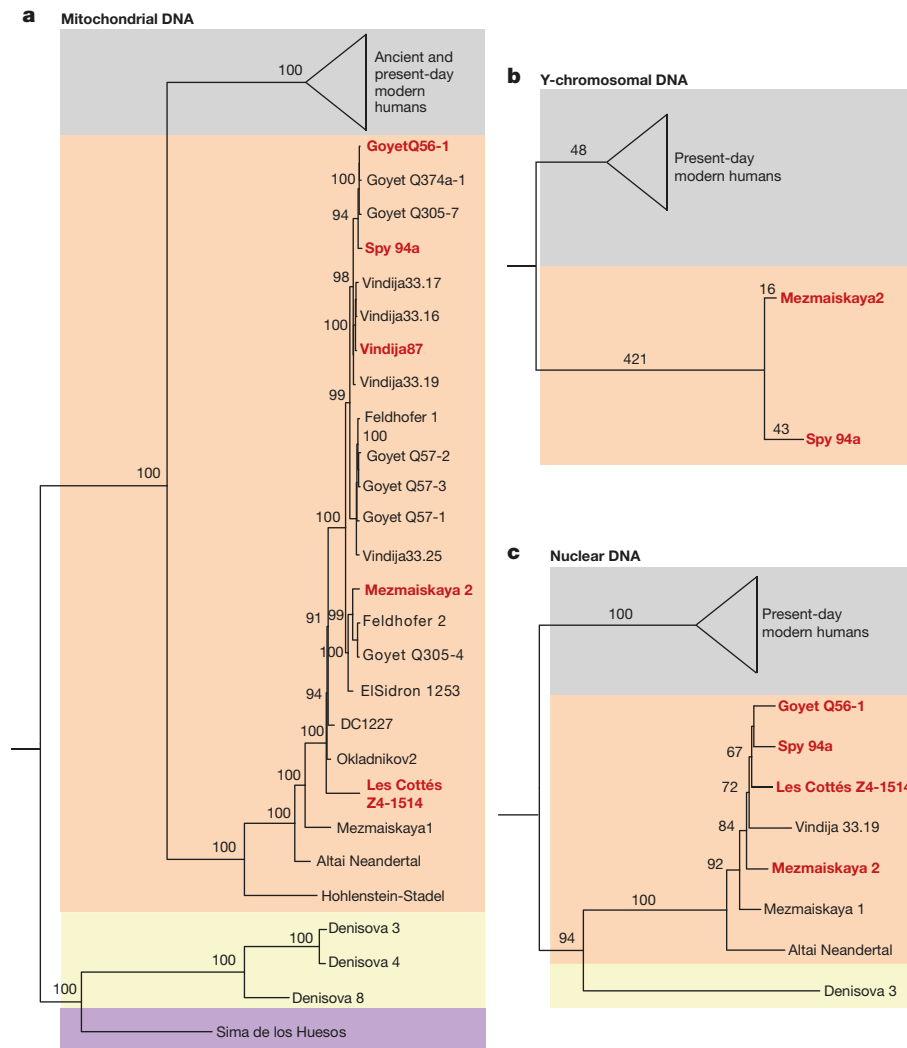 a
Mitochondrial DNA
100
Ancient and
present-day
modern
humans
GoyetQ56-1
100
Goyet Q374a-1
94
Goyet Q305-7
Spy 94a
98
Vindija33.17
Vindija33.16
100
Vindija87
Vindija33.19
99
Feldhofer 1
100
Goyet Q57-2
Goyet Q57-3
100
Goyet Q57-1
Vindija33.25
Mezmaiskaya 2
91
99
Feldhofer 2
100
Goyet Q305-4
94
ElSidron 1253
100
DC1227
Okladnikov2
100
Les Cottés
Z4-1514
100
Mezmaiskaya1
100
Altai Neandertal
Hohlenstein-Stadel
100
Denisova 3
100
Denisova 4
100
Denisova 8
100
Sima de los Huesos
b
Y-chromosomal DNA
48
Present-day
modern humans
16
Mezmaiskaya2
421
43
Spy 94a
c
Nuclear DNA
100
Present-day
modern humans
Goyet Q56-1
67
Spy 94a
72
Les Cottés Z4-1514
84
Vindija 33.19
92
Mezmaiskaya 2
100
Mezmaiskaya 1
94
Altai Neandertal
Denisova 3